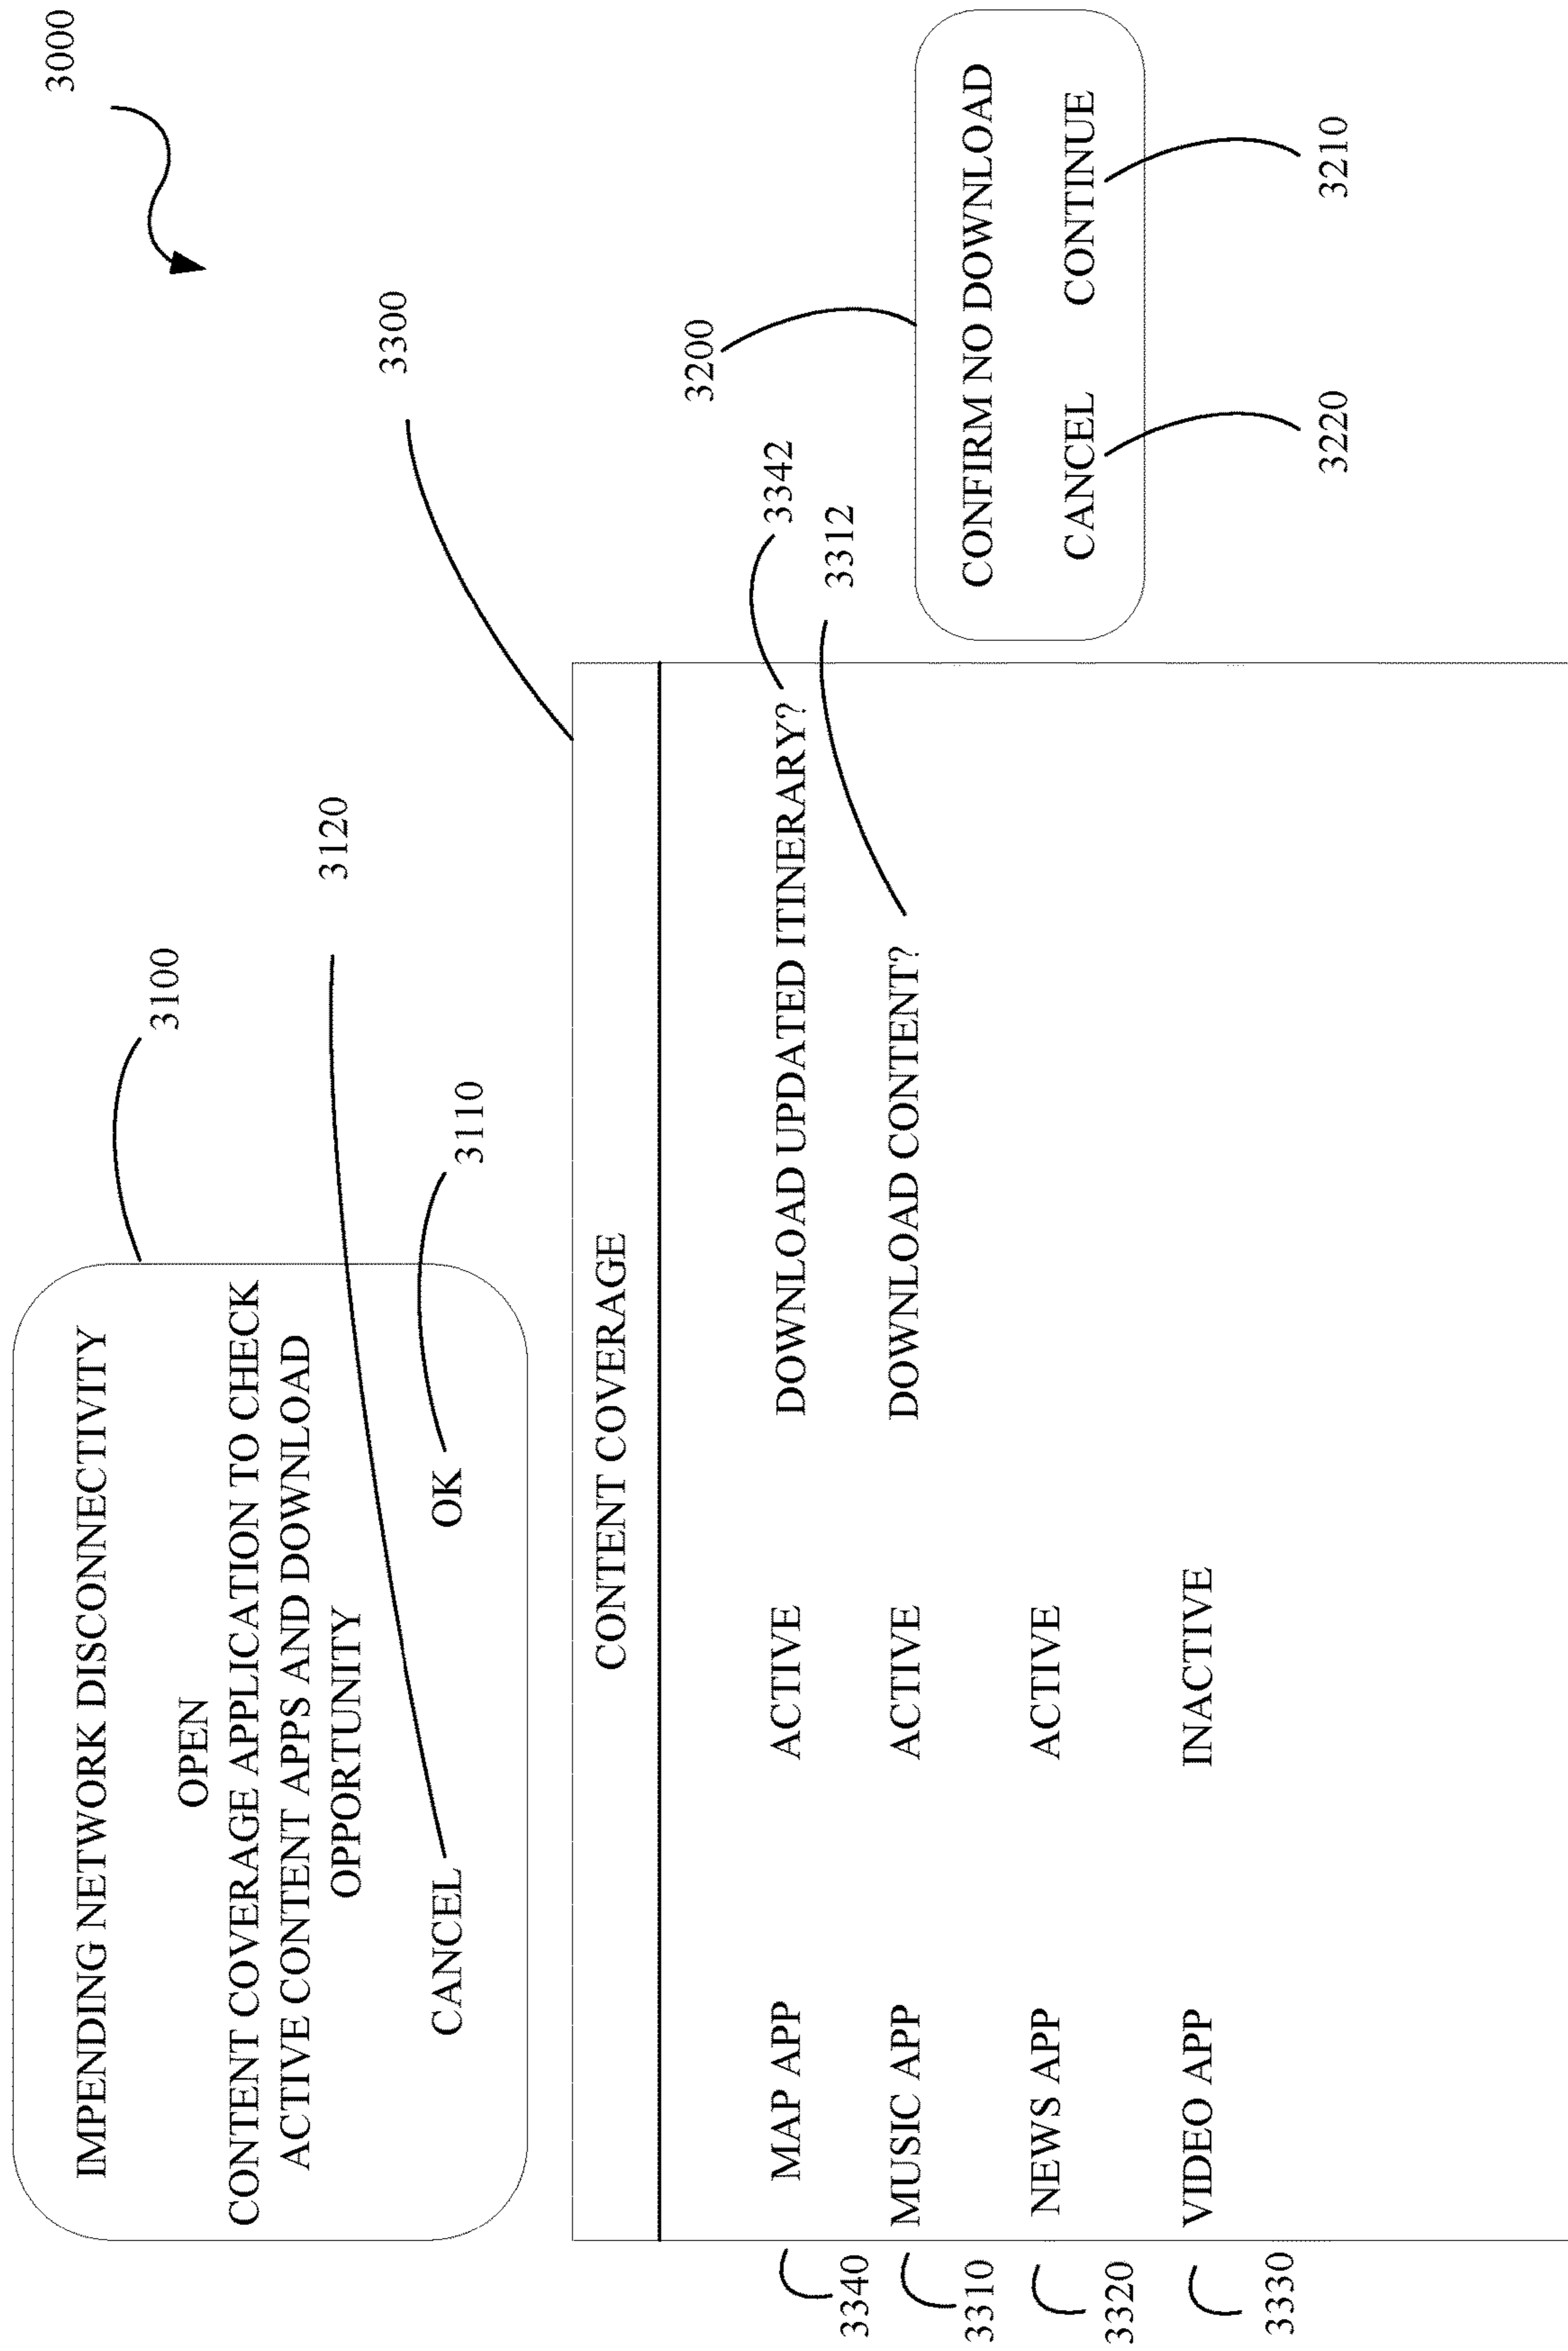 3000
IMPENDING NETWORK DISCONNECTIVITY
3100
OPEN
CONTENT COVERAGE APPLICATION TO CHECK
ACTIVE CONTENT APPS AND DOWNLOAD
OPPORTUNITY
3120
CANCEL OK
3110
3300
CONTENT COVERAGE
3200
3342
3340 MAP APP ACTIVE DOWNLOAD UPDATED ITINERARY?
3312
3310 MUSIC APP ACTIVE DOWNLOAD CONTENT?
3320 NEWS APP ACTIVE
3330 VIDEO APP INACTIVE
CONFIRM NO DOWNLOAD
CANCEL CONTINUE
3220 3210